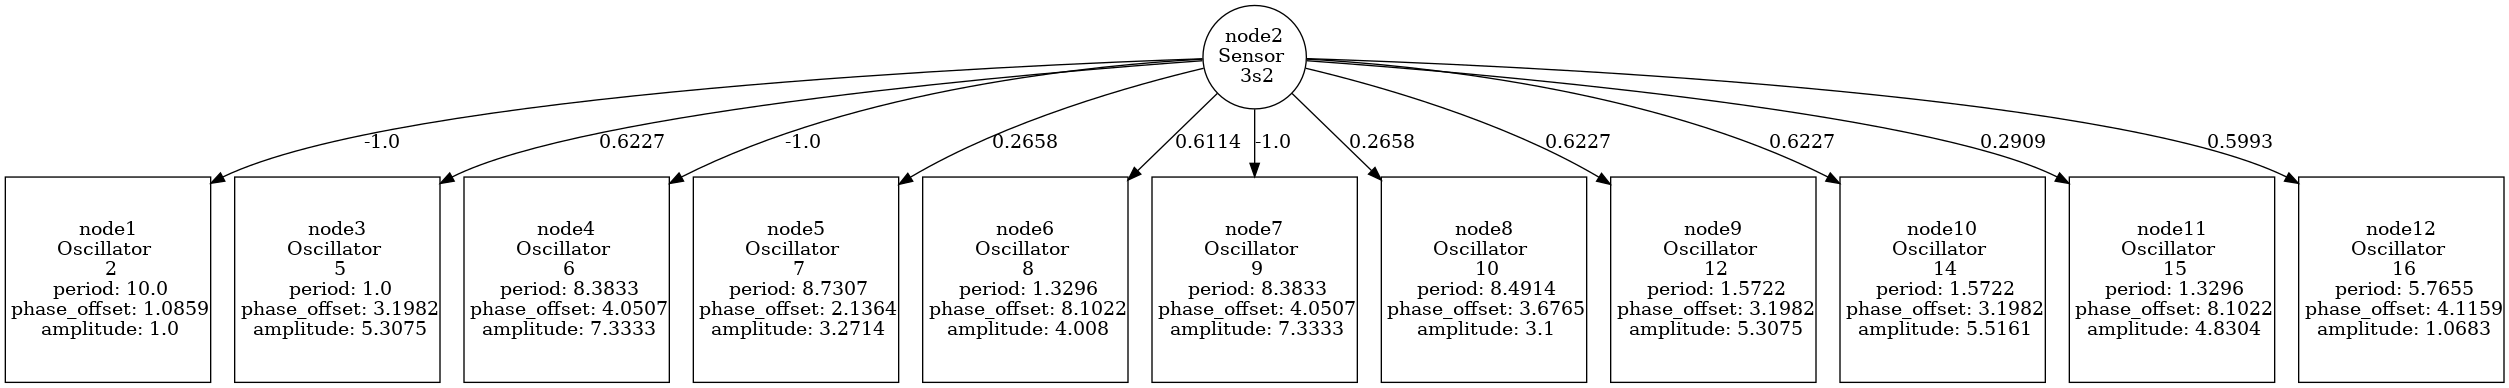 node2
Sensor
3s2
-1.0
0.6227
-1.0
0.2658
0.6114
-1.0
0.2658
0.6227
0.6227
0.2909
0.5993
node1
Oscillator
2
period: 10.0
phase_offset: 1.0859
amplitude: 1.0
node3
Oscillator
5
period: 1.0
phase_offset: 3.1982
amplitude: 5.3075
node4
Oscillator
6
period: 8.3833
phase_offset: 4.0507
amplitude: 7.3333
node5
Oscillator
7
period: 8.7307
phase_offset: 2.1364
amplitude: 3.2714
node6
Oscillator
8
period: 1.3296
phase_offset: 8.1022
amplitude: 4.008
node7
Oscillator
9
period: 8.3833
phase_offset: 4.0507
amplitude: 7.3333
node8
Oscillator
10
period: 8.4914
phase_offset: 3.6765
amplitude: 3.1
node9
Oscillator
12
period: 1.5722
phase_offset: 3.1982
amplitude: 5.3075
node10
Oscillator
14
period: 1.5722
phase_offset: 3.1982
amplitude: 5.5161
node11
Oscillator
15
period: 1.3296
phase_offset: 8.1022
amplitude: 4.8304
node12
Oscillator
16
period: 5.7655
phase_offset: 4.1159
amplitude: 1.0683